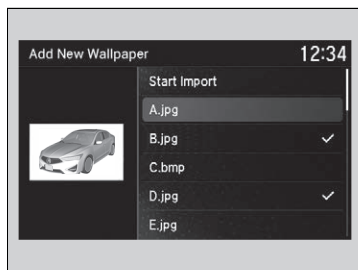 Add New Wallpaper 12:34
Start Import
A.jpg
B.jpg
C.bmp
D.jpg
E.jpg